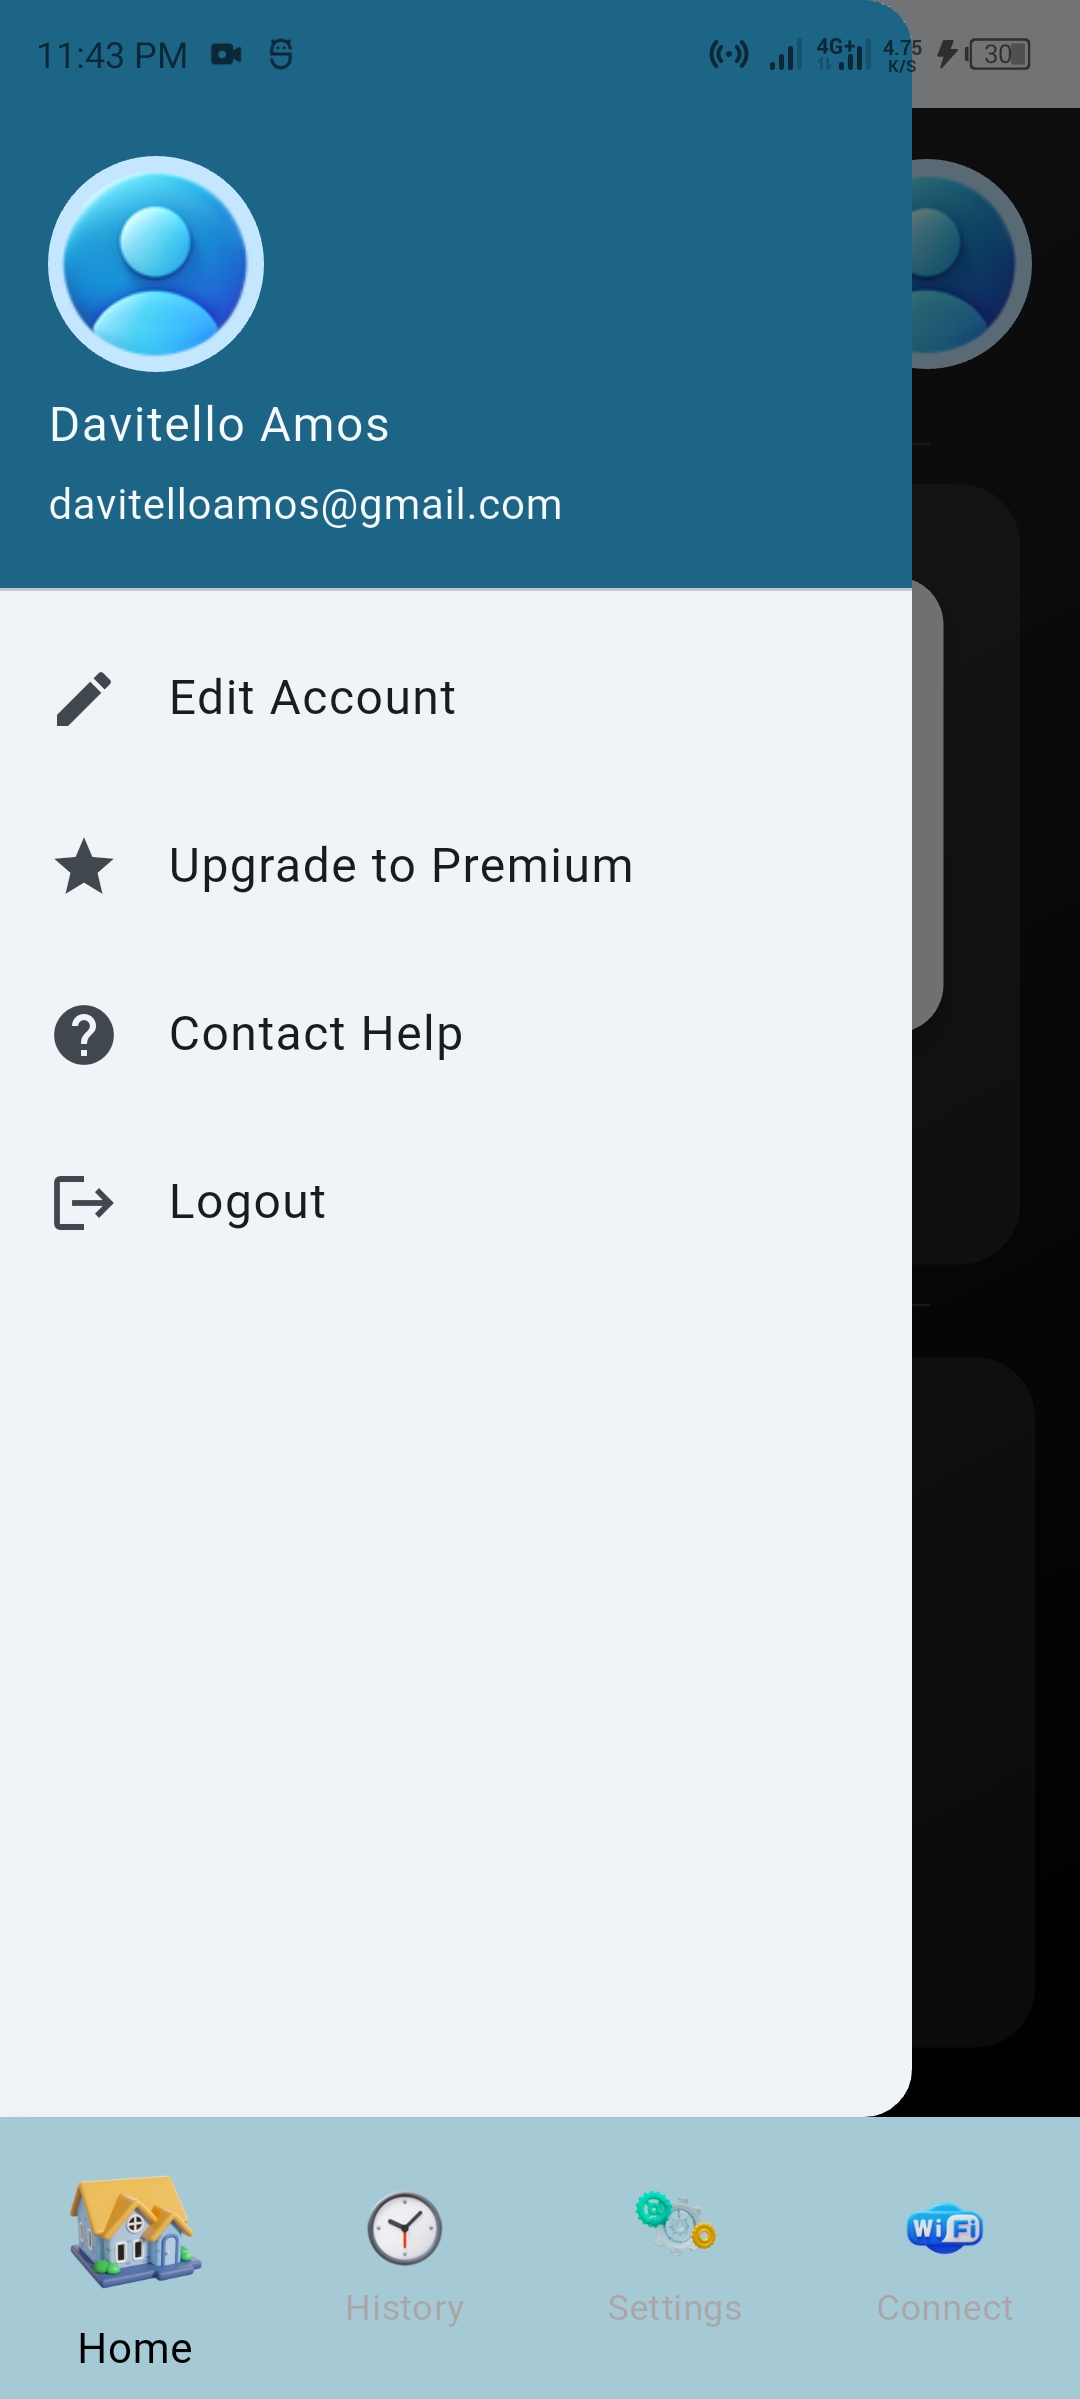 11:43 PM 4G+ 4.75 K/S 30
Davitello Amos
davitelloamos@gmail.com
Edit Account
Upgrade to Premium
Contact Help
Logout
WiFi
History Settings Connect
Home